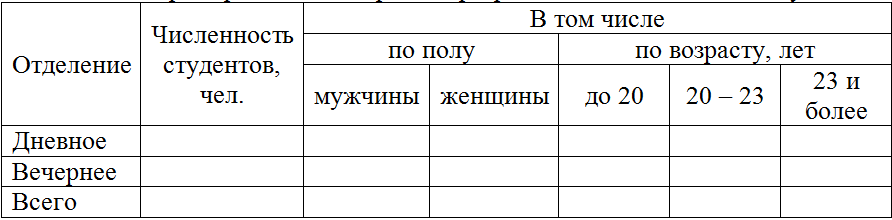 Отделение
Численность
студентов,
чел.
В том числе
по полу
по возрасту, лет
мужчины
женщины
до 20
20 – 23
23 и
более
Дневное
Вечернее
Всего